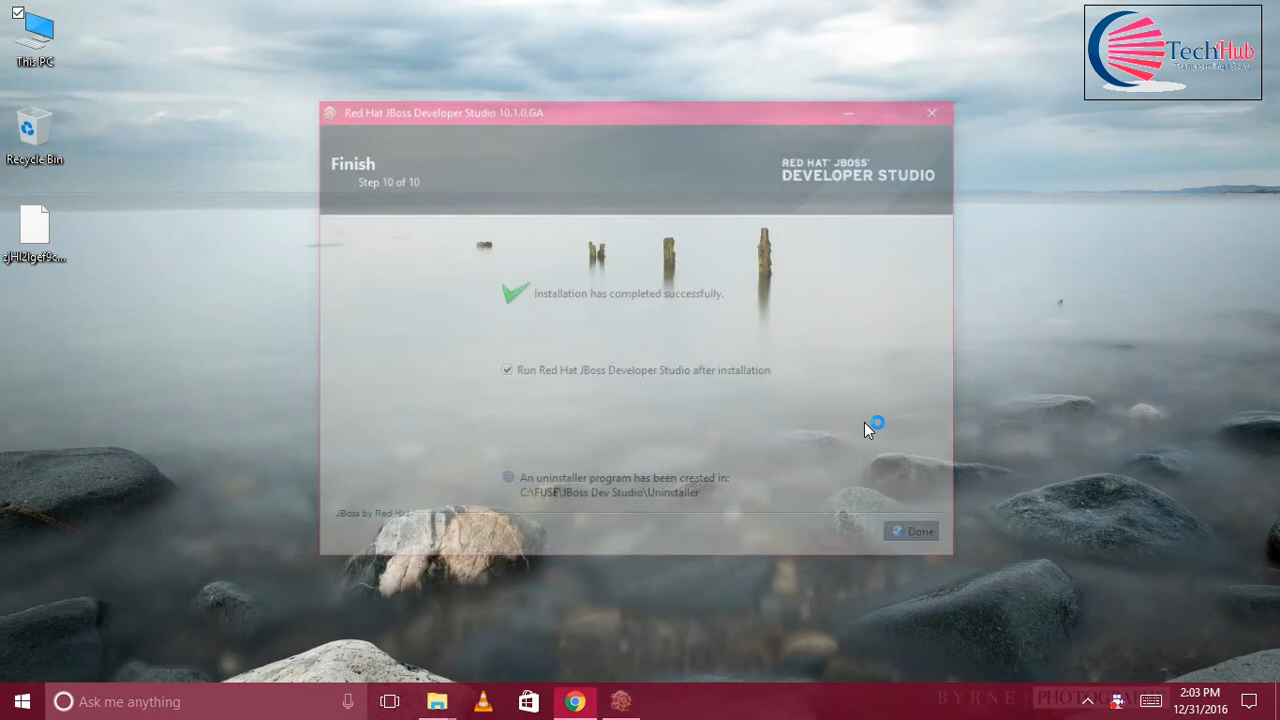 This PC
Recycle Bin
zjHl2lgef9c...
TechHub
Red Hat JBoss Developer Studio 10.1.0.GA
Finish
Step 10 of 10
RED HAT® JBOSS®
DEVELOPER STUDIO
Installation has completed successfully.
Run Red Hat JBoss Developer Studio after installation
An uninstaller program has been created in:
C:\FUSE\JBoss Dev Studio\Uninstaller
JBoss by Red Hat
Done
Ask me anything
BYRNE | PHOTOGRAPHY
2:03 PM
12/31/2016